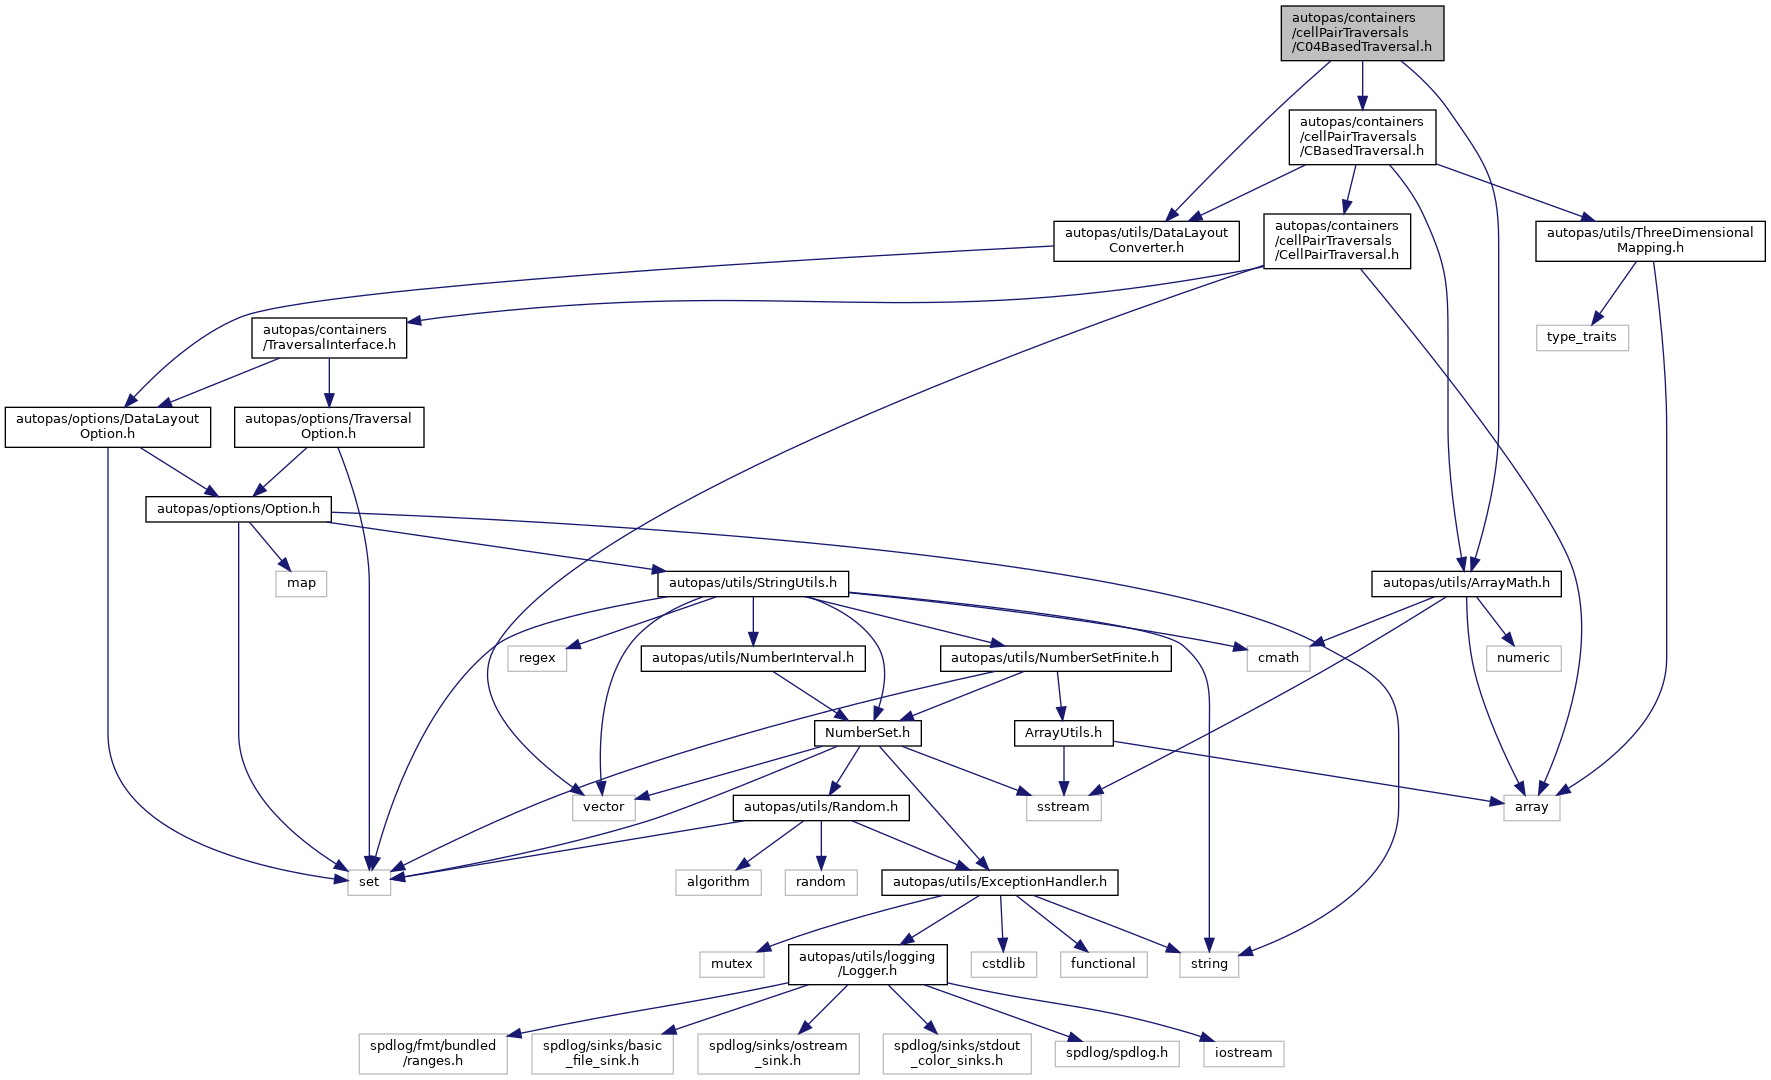 autopas/containers
/cellPairTraversals
/C04BasedTraversal.h
autopas/containers
/cellPairTraversals
/CBasedTraversal.h
autopas/utils/DataLayout
Converter.h
autopas/containers
/cellPairTraversals
/CellPairTraversal.h
autopas/utils/ThreeDimensional
Mapping.h
autopas/containers
/TraversalInterface.h
type_traits
autopas/options/DataLayout
Option.h
autopas/options/Traversal
Option.h
autopas/options/Option.h
map
autopas/utils/StringUtils.h
autopas/utils/ArrayMath.h
regex
autopas/utils/NumberInterval.h
autopas/utils/NumberSetFinite.h
cmath
numeric
NumberSet.h
ArrayUtils.h
vector
autopas/utils/Random.h
sstream
array
set
algorithm
random
autopas/utils/ExceptionHandler.h
mutex
autopas/utils/logging
/Logger.h
cstdlib
functional
string
spdlog/fmt/bundled
/ranges.h
spdlog/sinks/basic
_file_sink.h
spdlog/sinks/ostream
_sink.h
spdlog/sinks/stdout
_color_sinks.h
spdlog/spdlog.h
iostream